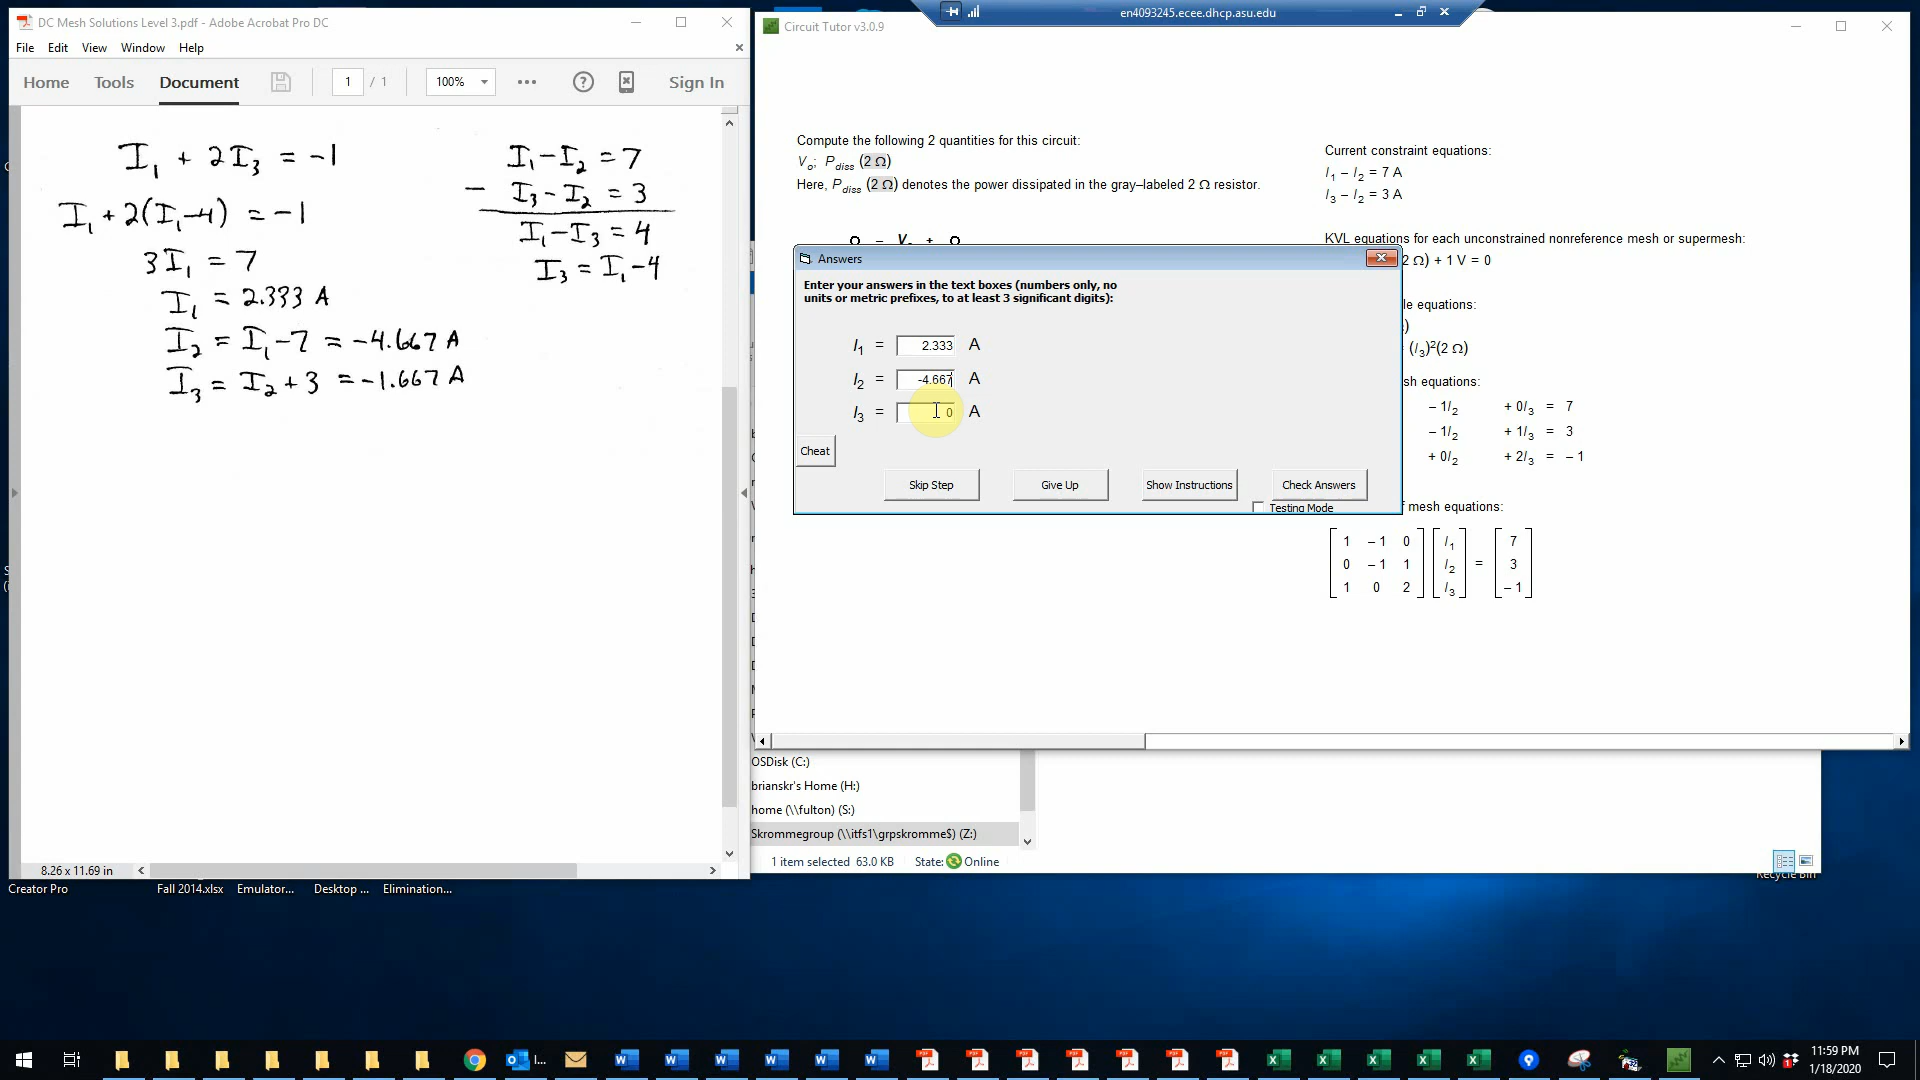 DC Mesh Solutions Level 3.pdf - Adobe Acrobat Pro DC
File Edit View Window Help
Home Tools Document 1 / 1 100% Sign In
I₁ + 2I₃ = -1
I₁ + 2(I₁-4) = -1
3I₁ = 7
I₁ = 2.333 A
I₂ = I₁-7 = -4.667 A
I₃ = I₂+3 = -1.667 A
I₁-I₂ = 7
- I₃-I₂ = 3
I₁-I₃ = 4
I₃ = I₁-4
8.26 x 11.69 in
en4093245.ecee.dhcp.asu.edu
Circuit Tutor v3.0.9
Compute the following 2 quantities for this circuit:
Vo; Pdiss (2 Ω)
Here, Pdiss (2 Ω) denotes the power dissipated in the gray–labeled 2 Ω resistor.
Current constraint equations:
I₁ – I₂ = 7 A
I₃ – I₂ = 3 A
KVL equations for each unconstrained nonreference mesh or supermesh:
2 Ω) + 1 V = 0
le equations:
(I₃)²(2 Ω)
sh equations:
– 1I₂ + 0I₃ = 7
– 1I₂ + 1I₃ = 3
+ 0I₂ + 2I₃ = – 1
f mesh equations:
1 – 1 0 I₁ 7
0 – 1 1 I₂ = 3
1 0 2 I₃ – 1
Answers
Enter your answers in the text boxes (numbers only, no
units or metric prefixes, to at least 3 significant digits):
I₁ = 2.333 A
I₂ = -4.667 A
I₃ = 0 A
Cheat
Skip Step Give Up Show Instructions Check Answers
Testing Mode
OSDisk (C:)
brianskr's Home (H:)
home (\\fulton) (S:)
Skrommegroup (\\itfs1\grpskromme$) (Z:)
1 item selected 63.0 KB State: Online
Recycle Bin
Creator Pro Fall 2014.xlsx Emulator... Desktop ... Elimination...
I...
11:59 PM
1/18/2020